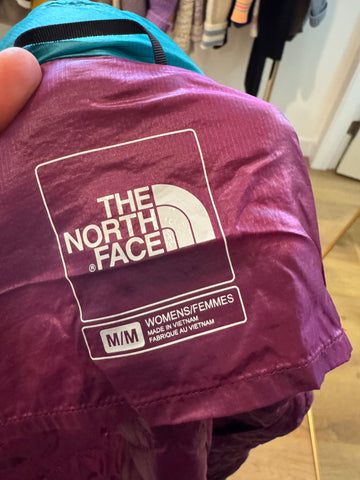 THE
NORTH
FACE
®
M/M
WOMENS/FEMMES
MADE IN VIETNAM
FABRIQUE AU VIETNAM